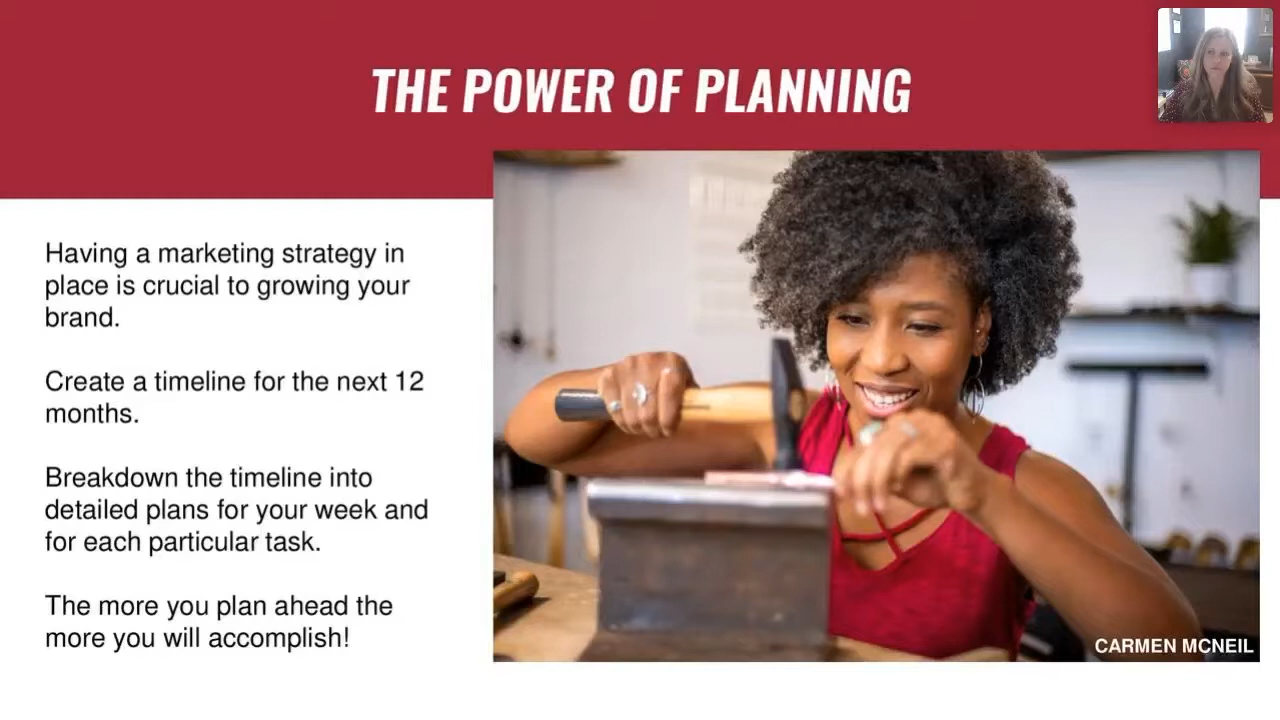 THE POWER OF PLANNING
Having a marketing strategy in
place is crucial to growing your
brand.
Create a timeline for the next 12
months.
Breakdown the timeline into
detailed plans for your week and
for each particular task.
The more you plan ahead the
more you will accomplish!
CARMEN MCNEIL